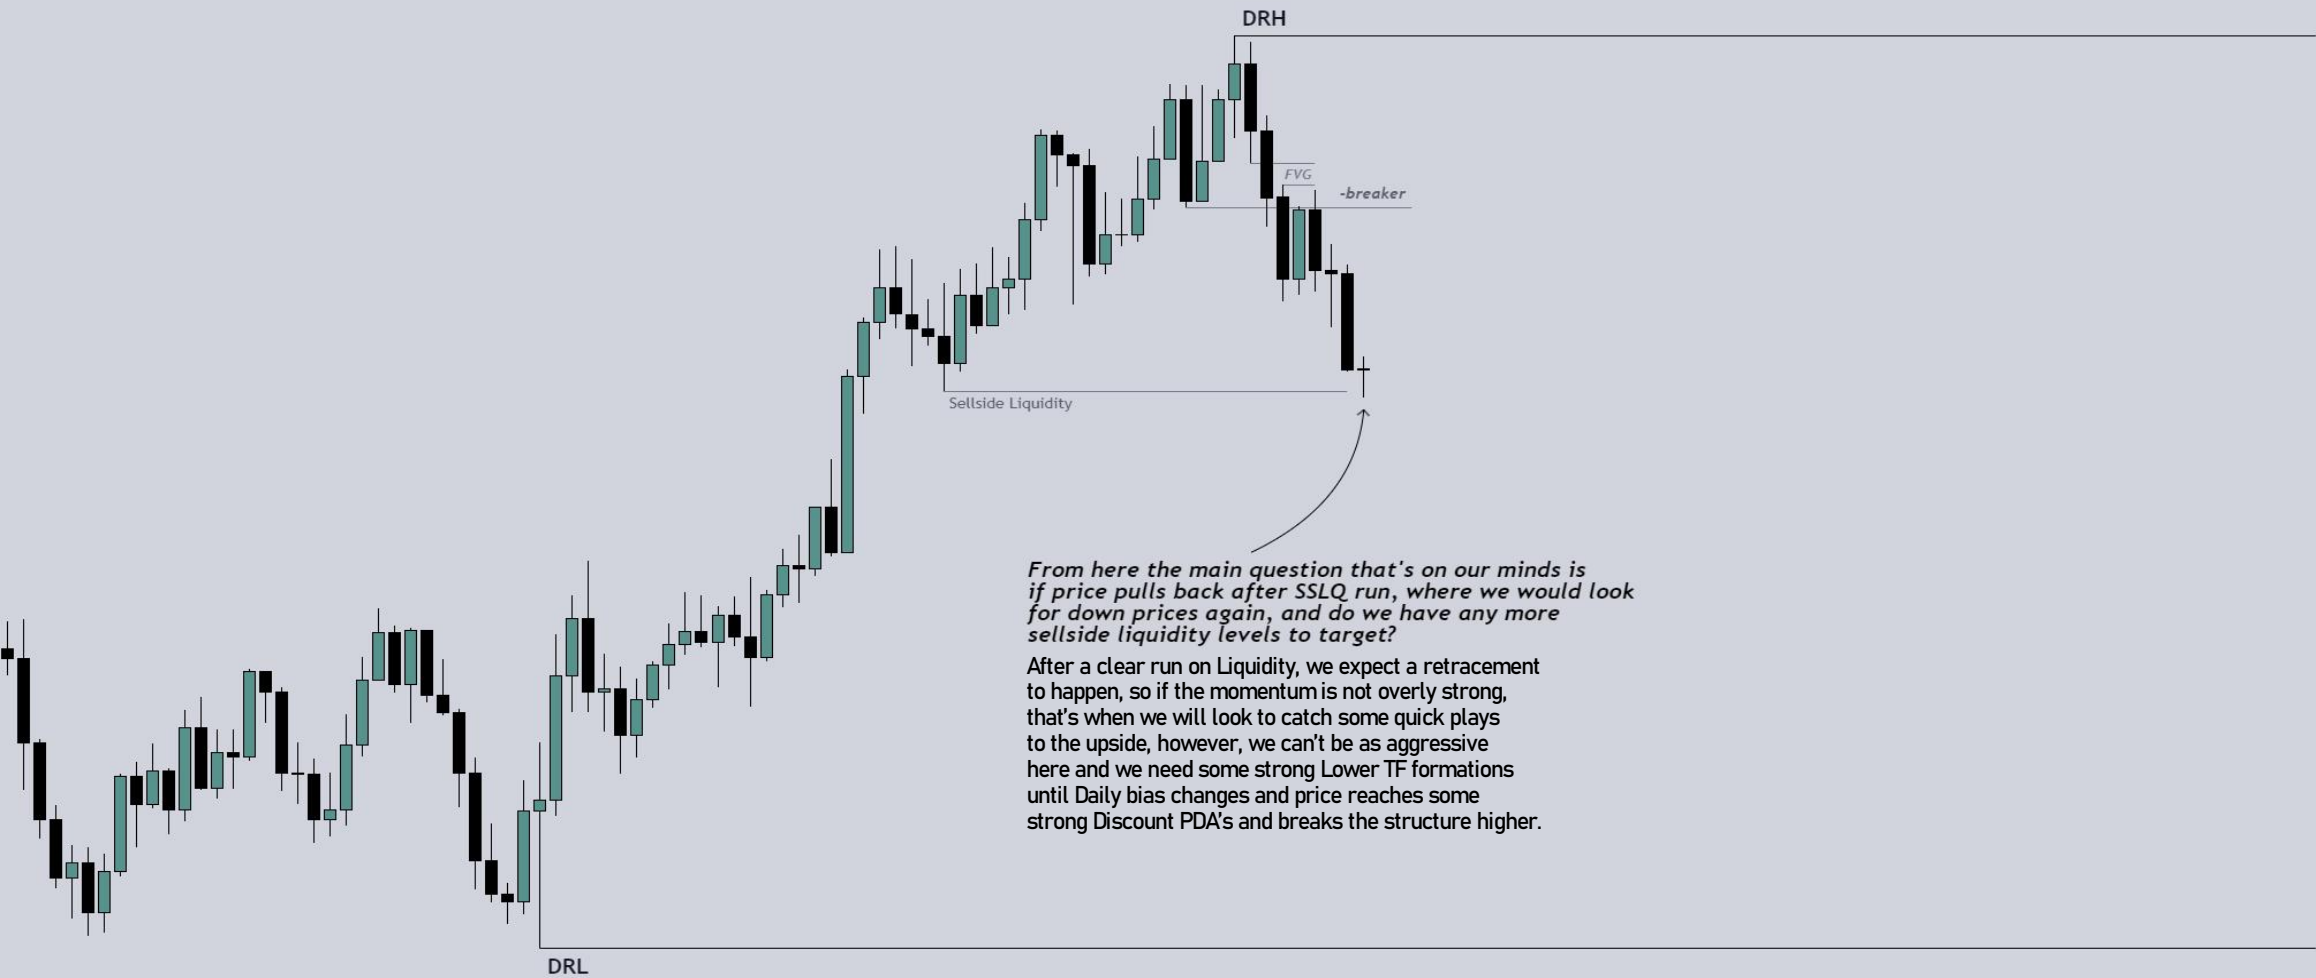 DRH
FVG
-breaker
Sellside Liquidity
From here the main question that's on our minds is
if price pulls back after SSLQ run, where we would look
for down prices again, and do we have any more
sellside liquidity levels to target?
After a clear run on Liquidity, we expect a retracement
to happen, so if the momentum is not overly strong,
that's when we will look to catch some quick plays
to the upside, however, we can't be as aggressive
here and we need some strong Lower TF formations
until Daily bias changes and price reaches some
strong Discount PDA's and breaks the structure higher.
DRL